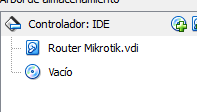 Árbol de almacenamiento
Controlador: IDE
Router Mikrotik.vdi
Vacío